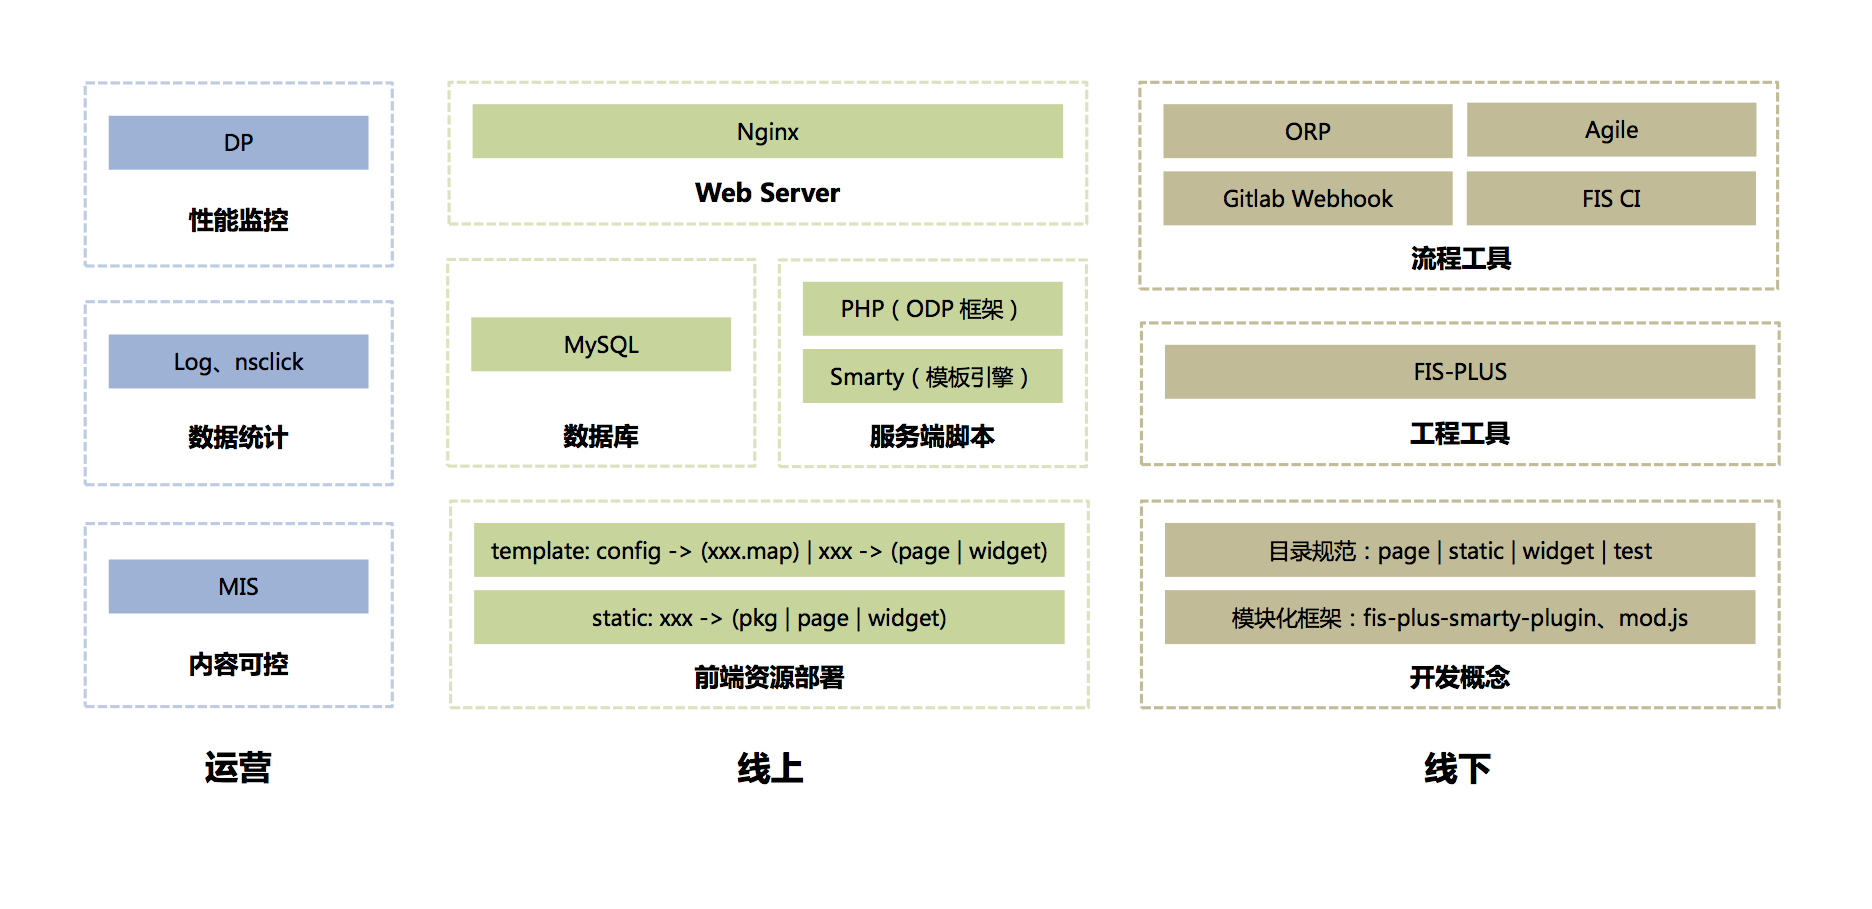 DP
性能监控
Log、nsclick
数据统计
MIS
内容可控
运营
Nginx
Web Server
MySQL
数据库
PHP（ODP 框架）
Smarty（模板引擎）
服务端脚本
template: config -> (xxx.map) | xxx -> (page | widget)
static: xxx -> (pkg | page | widget)
前端资源部署
线上
ORP
Agile
Gitlab Webhook
FIS CI
流程工具
FIS-PLUS
工程工具
目录规范：page | static | widget | test
模块化框架：fis-plus-smarty-plugin、mod.js
开发概念
线下